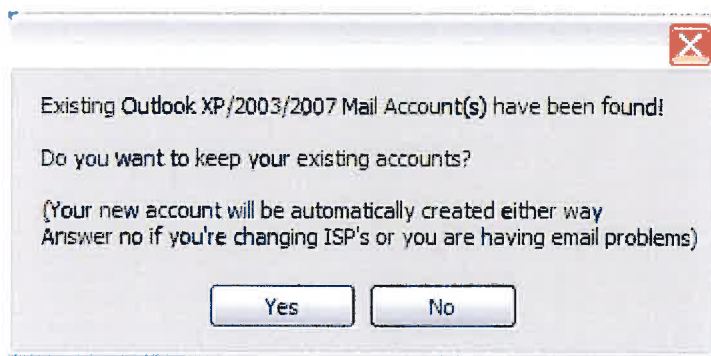 Existing Outlook XP/2003/2007 Mail Account(s) have been found!
Do you want to keep your existing accounts?
(Your new account will be automatically created either way
Answer no if you're changing ISP's or you are having email problems)
Yes
No